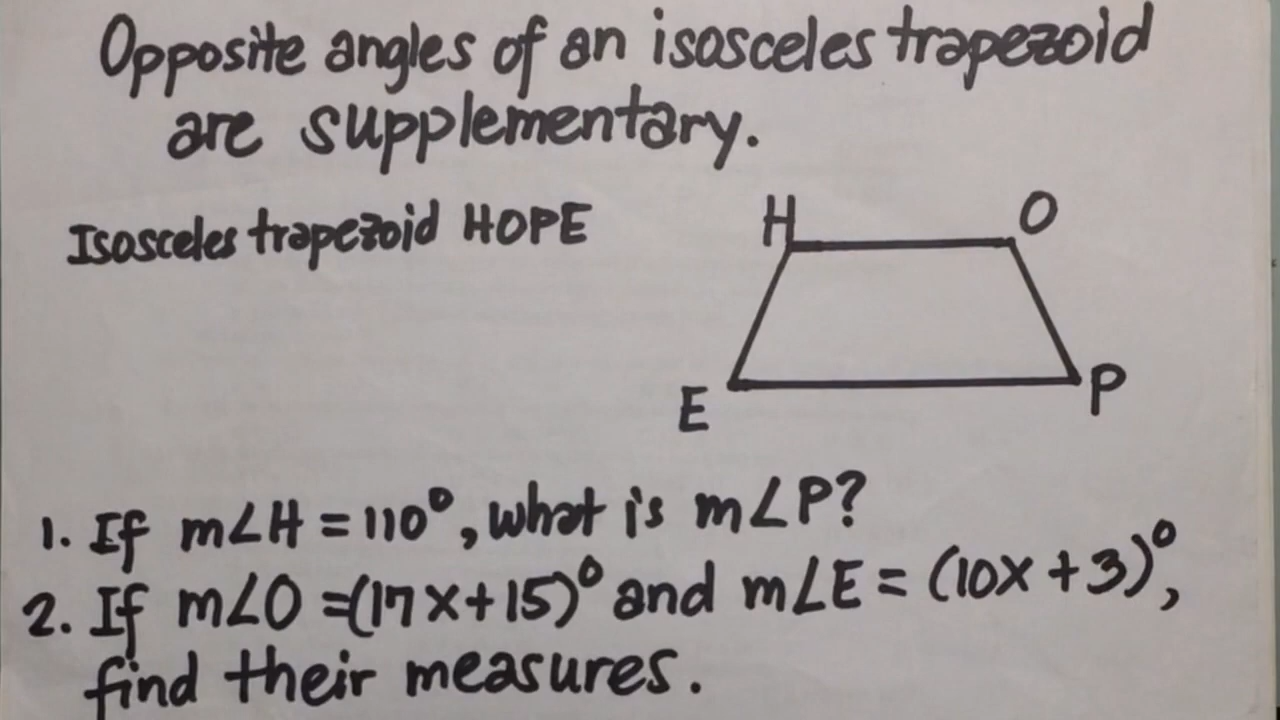 Opposite angles of an isosceles trapezoid
are supplementary.
Isosceles trapezoid HOPE
H O
E P
1. If m∠H = 110°, what is m∠P?
2. If m∠O =(17x+15)° and m∠E = (10x+3)°,
find their measures.